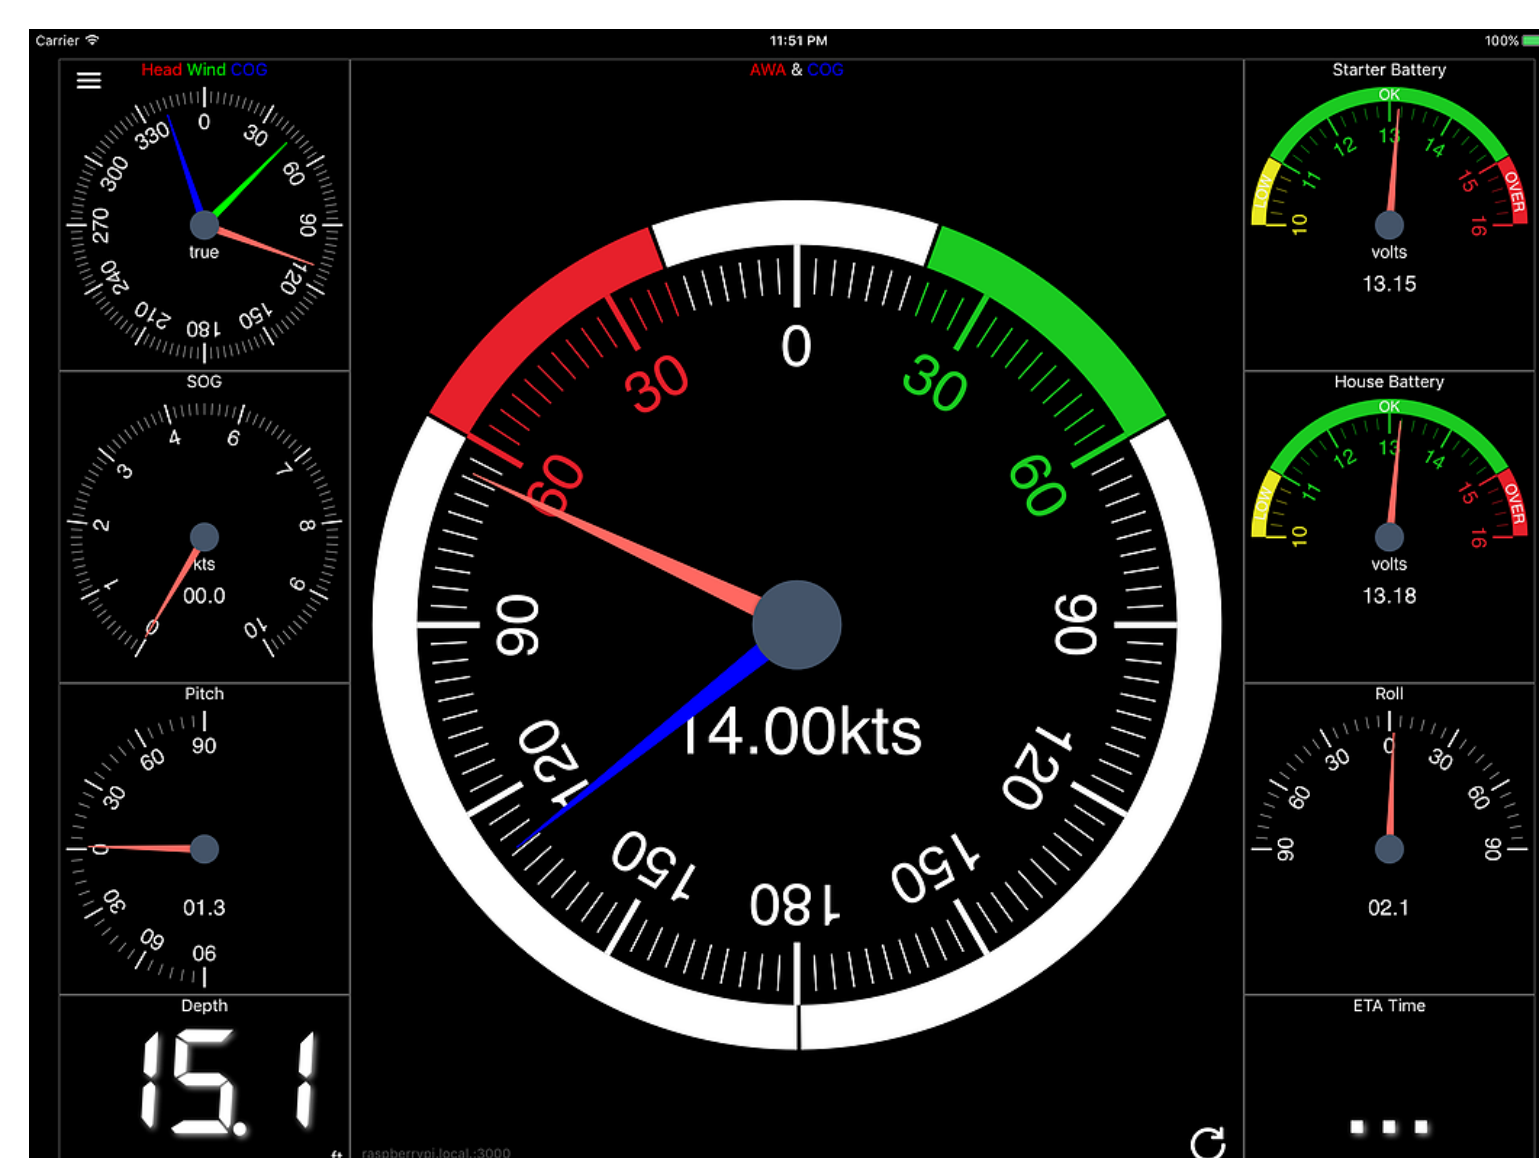 Carrier
11:51 PM
100%
Head Wind COG
0
30
60
90
120
150
180
210
240
270
300
330
true
SOG
0
1
2
3
4
6
7
8
9
10
kts
00.0
Pitch
90
60
30
0
30
60
90
01.3
Depth
15.1
ft
AWA & COG
0
30
60
90
120
150
180
150
120
90
60
30
14.00kts
raspberrypi.local.:3000
Starter Battery
LOW
OK
OVER
10
11
12
13
14
15
16
volts
13.15
House Battery
LOW
OK
OVER
10
11
12
13
14
15
16
volts
13.18
Roll
90
60
30
0
30
60
90
02.1
ETA Time
...